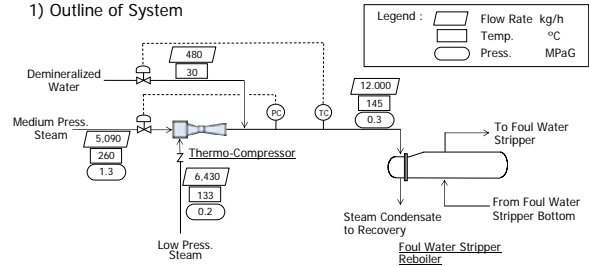 1) Outline of System
Legend :
Flow Rate kg/h
Temp. ºC
Press. MPaG
480
30
Demineralized
Water
12.000
145
0.3
PC
TC
Medium Press.
Steam
5,090
260
1.3
Thermo-Compressor
To Foul Water
Stripper
6,430
133
0.2
Steam Condensate
to Recovery
From Foul Water
Stripper Bottom
Low Press.
Steam
Foul Water Stripper
Reboiler